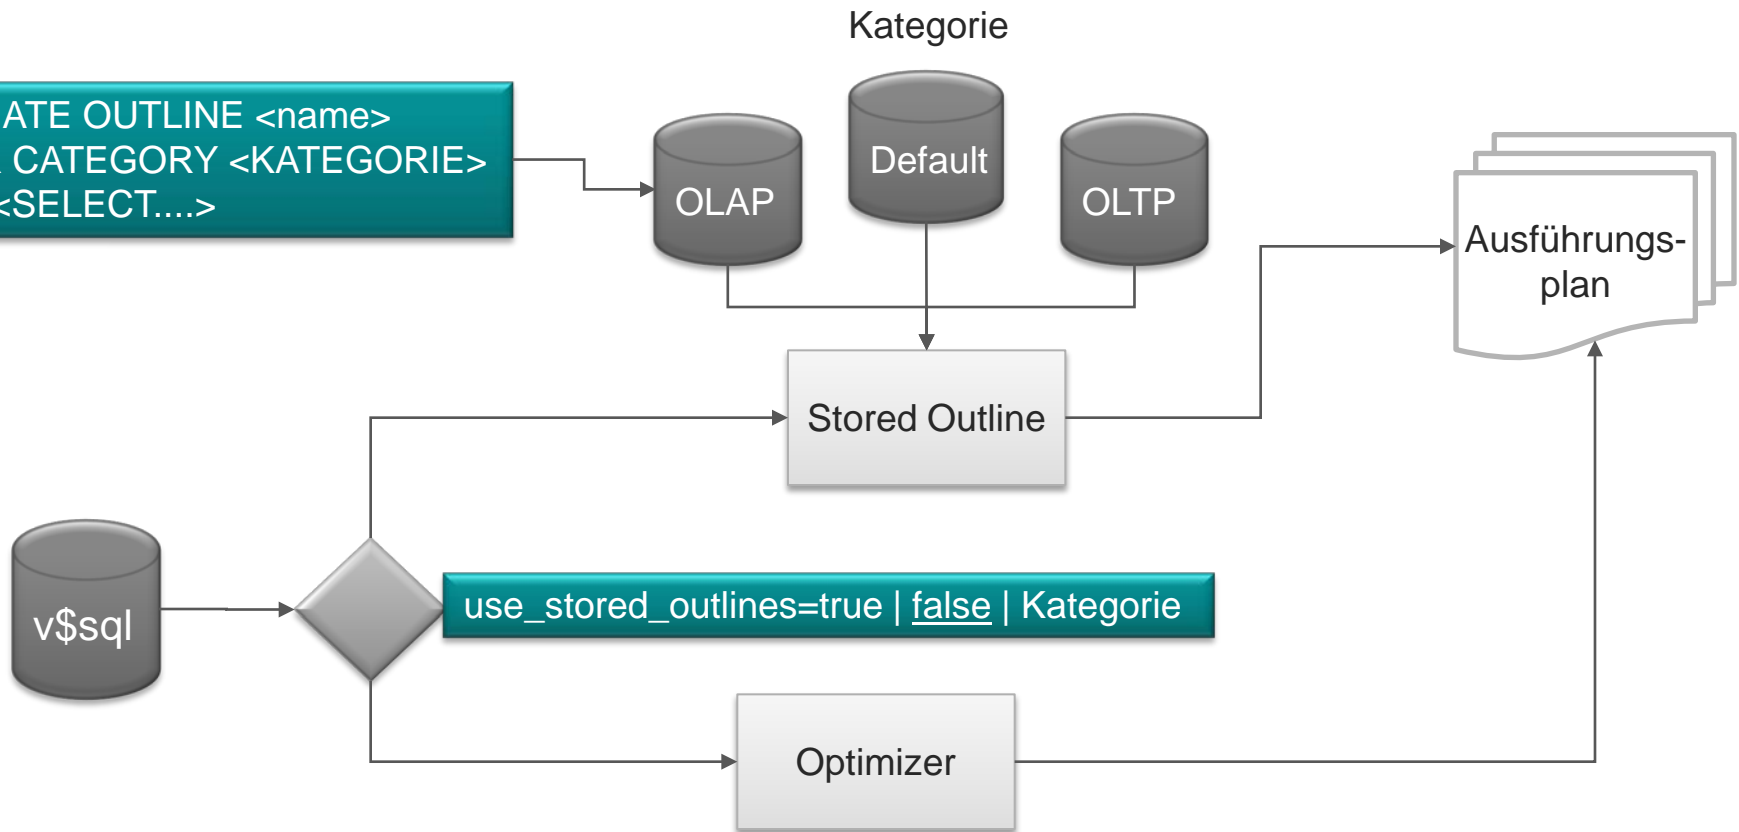 Kategorie
ATE OUTLINE <name>
CATEGORY <KATEGORIE>
<SELECT....>
OLAP
Default
OLTP
Ausführungs-
plan
Stored Outline
v$sql
use_stored_outlines=true | false | Kategorie
Optimizer